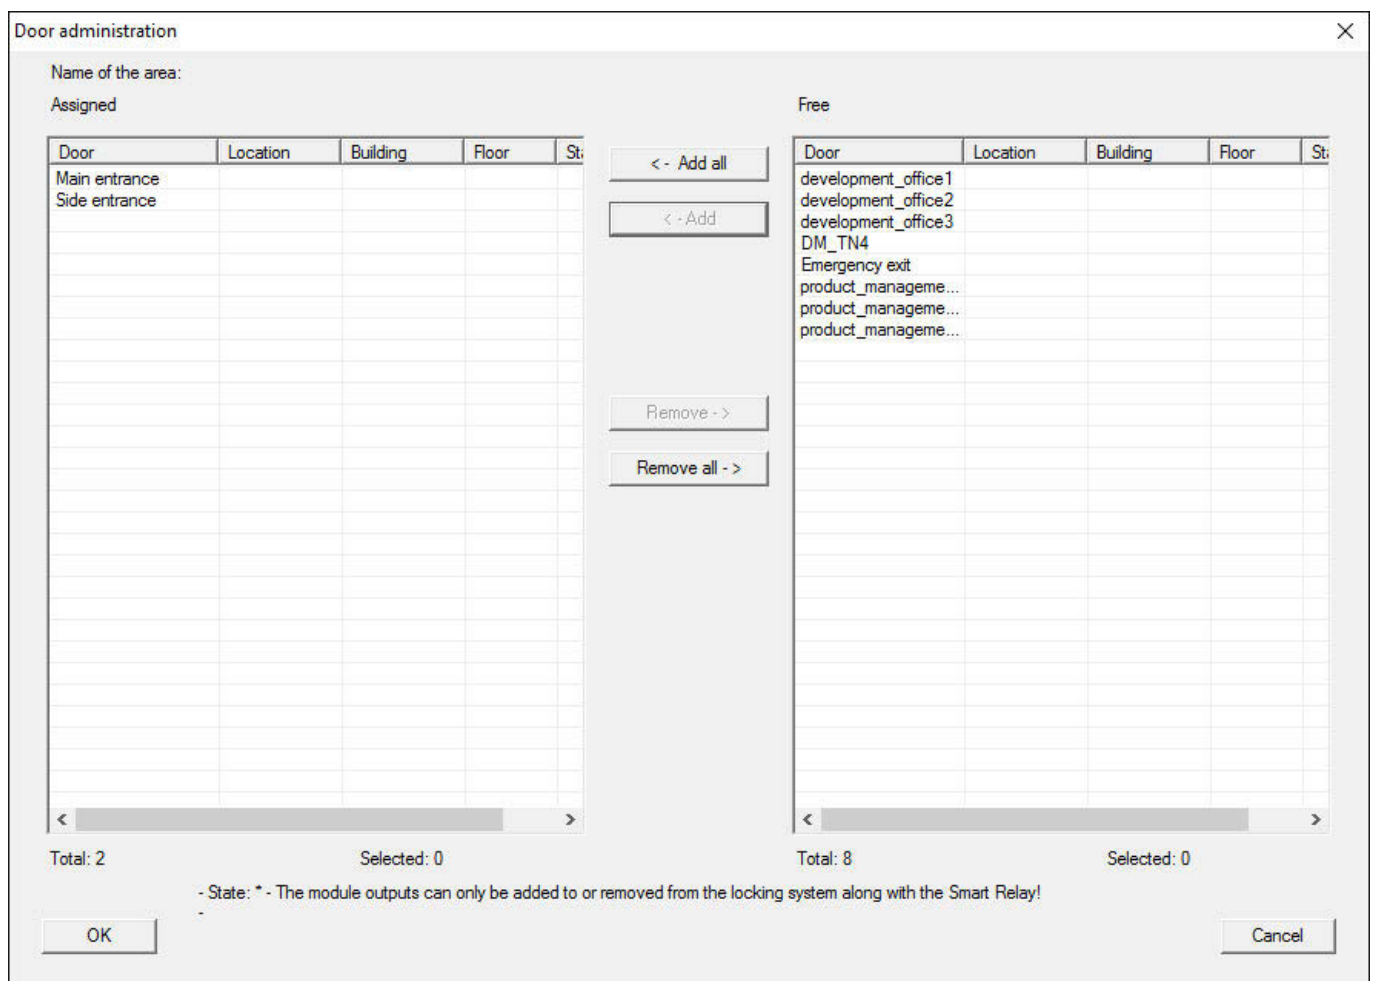 Door administration
Name of the area:
Assigned
Free
Door Location Building Floor St
Main entrance
Side entrance
<- Add all
<- Add
Remove ->
Remove all ->
Door Location Building Floor St
development_office1
development_office2
development_office3
DM_TN4
Emergency exit
product_manageme...
product_manageme...
product_manageme...
Total: 2 Selected: 0
Total: 8 Selected: 0
- State: * - The module outputs can only be added to or removed from the locking system along with the Smart Relay!
-
OK
Cancel